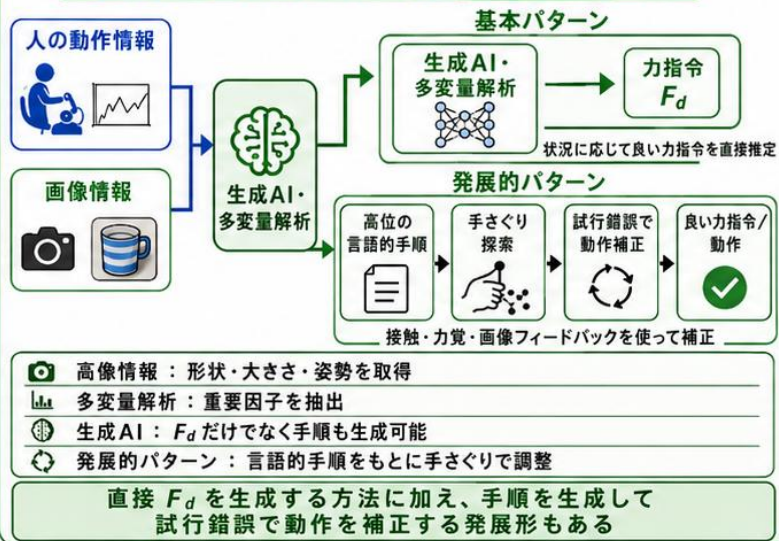 人の動作情報
画像情報
生成AI・
多変量解析
基本パターン
生成AI・
多変量解析
力指令
Fd
状況に応じて良い力指令を直接推定
発展的パターン
高位の
言語的手順
手さぐり
探索
試行錯誤で
動作補正
良い力指令/
動作
接触・力覚・画像フィードバックを使って補正
高像情報：形状・大きさ・姿勢を取得
多変量解析：重要因子を抽出
生成AI：Fdだけでなく手順も生成可能
発展的パターン：言語的手順をもとに手さぐりで調整
直接 Fd を生成する方法に加え、手順を生成して
試行錯誤で動作を補正する発展形もある